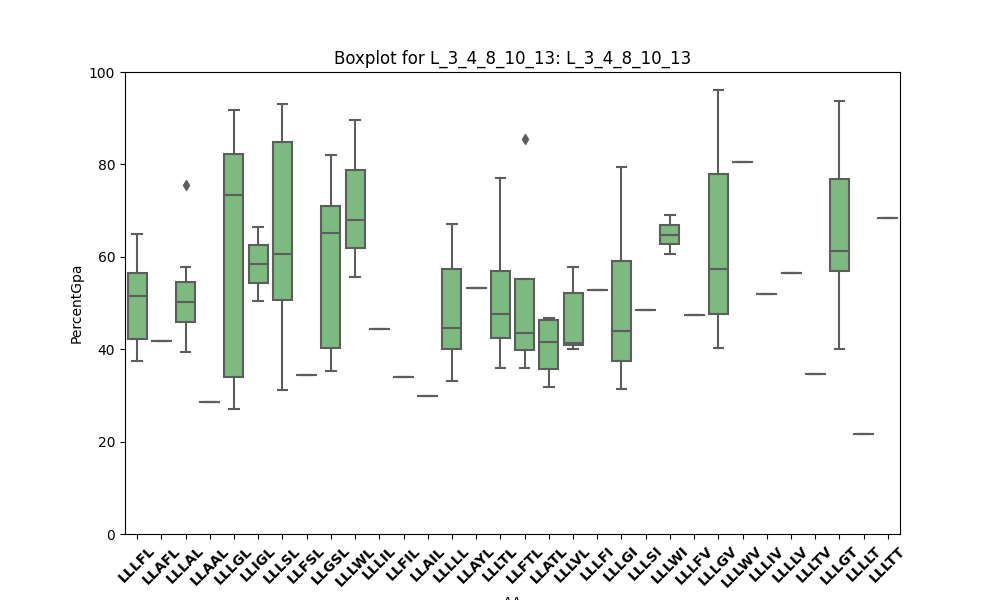 Boxplot for L_3_4_8_10_13: L_3_4_8_10_13
PercentGpa
100
80
60
40
20
0
LLLFL
LLAFL
LLLAL
LLAAL
LLLGL
LLIGL
LLLSL
LLFSL
LLGSL
LLLWL
LLLIL
LLFIL
LLAIL
LLLLL
LLAYL
LLLTL
LLFTL
LLATL
LLLVL
LLLFI
LLLGI
LLLSI
LLLWI
LLLFV
LLLGV
LLLWV
LLLIV
LLLLV
LLLTV
LLLGT
LLLLT
LLLTT